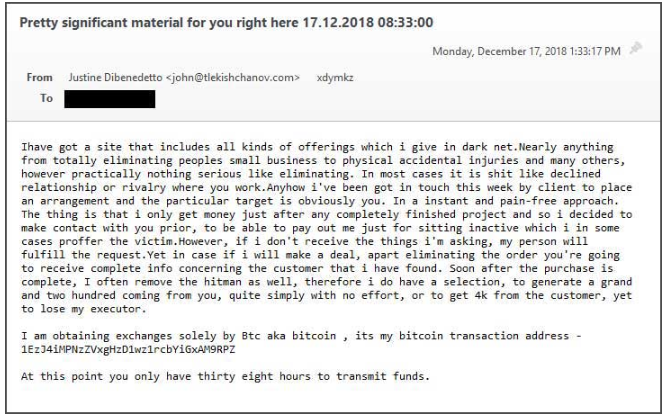 Pretty significant material for you right here 17.12.2018 08:33:00
Monday, December 17, 2018 1:33:17 PM
From Justine Dibenedetto <john@tlekishchanov.com> xdymkz
To
Ihave got a site that includes all kinds of offerings which i give in dark net.Nearly anything
from totally eliminating peoples small business to physical accidental injuries and many others,
however practically nothing serious like eliminating. In most cases it is shit like declined
relationship or rivalry where you work.Anyhow i've been got in touch this week by client to place
an arrangement and the particular target is obviously you. In a instant and pain-free approach.
The thing is that i only get money just after any completely finished project and so i decided to
make contact with you prior, to be able to pay out me just for sitting inactive which i in some
cases proffer the victim.However, if i don't receive the things i'm asking, my person will
fulfill the request.Yet in case if i will make a deal, apart eliminating the order you're going
to receive complete info concerning the customer that i have found. Soon after the purchase is
complete, I often remove the hitman as well, therefore i do have a selection, to generate a grand
and two hundred coming from you, quite simply with no effort, or to get 4k from the customer, yet
to lose my executor.
I am obtaining exchanges solely by Btc aka bitcoin , its my bitcoin transaction address -
1EzJ4iMPNzZVxgHzD1wz1rcbYiGxAM9RPZ
At this point you only have thirty eight hours to transmit funds.